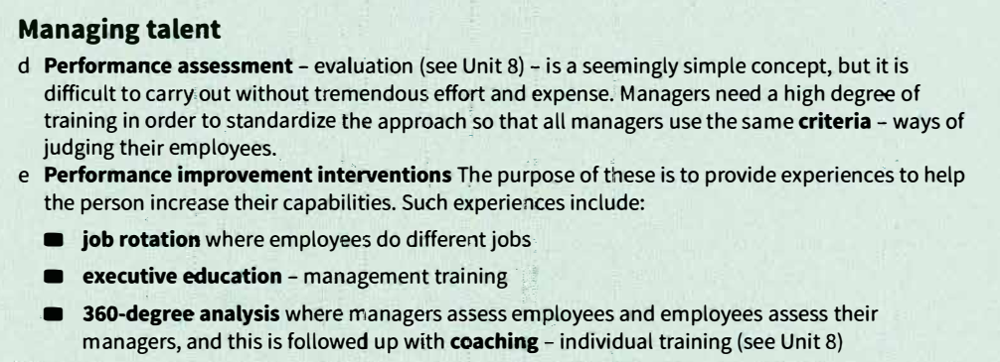 Managing talent
d Performance assessment – evaluation (see Unit 8) – is a seemingly simple concept, but it is
difficult to carry out without tremendous effort and expense. Managers need a high degree of
training in order to standardize the approach so that all managers use the same criteria – ways of
judging their employees.
e Performance improvement interventions The purpose of these is to provide experiences to help
the person increase their capabilities. Such experiences include:
■ job rotation where employees do different jobs
■ executive education – management training
■ 360-degree analysis where managers assess employees and employees assess their
managers, and this is followed up with coaching – individual training (see Unit 8)